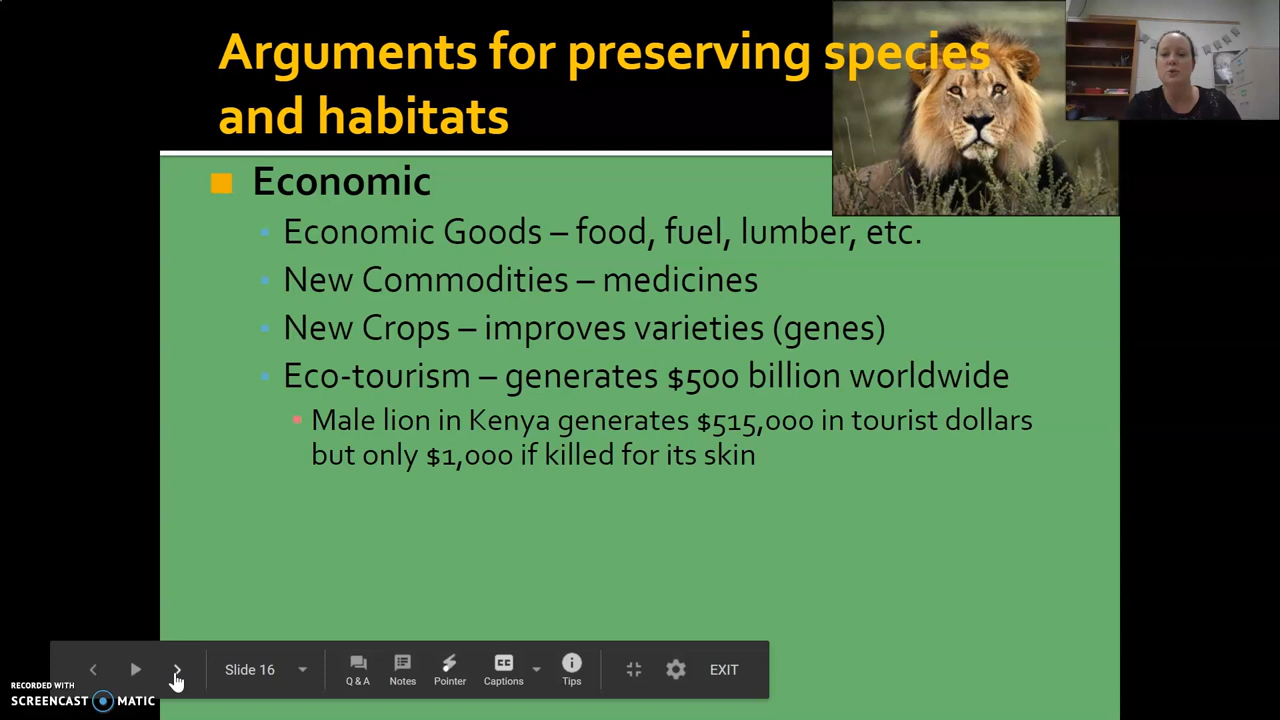 Arguments for preserving species
and habitats
Economic
Economic Goods – food, fuel, lumber, etc.
New Commodities – medicines
New Crops – improves varieties (genes)
Eco-tourism – generates $500 billion worldwide
Male lion in Kenya generates $515,000 in tourist dollars
but only $1,000 if killed for its skin
Slide 16
Q & A
Notes
Pointer
CC
Captions
Tips
EXIT
RECORDED WITH
SCREENCAST MATIC